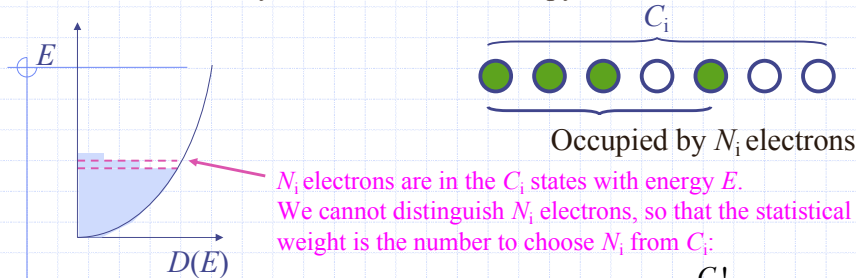 E
D(E)
Cᵢ
Occupied by Nᵢ electrons
Nᵢ electrons are in the Cᵢ states with energy E.
We cannot distinguish Nᵢ electrons, so that the statistical
weight is the number to choose Nᵢ from Cᵢ: